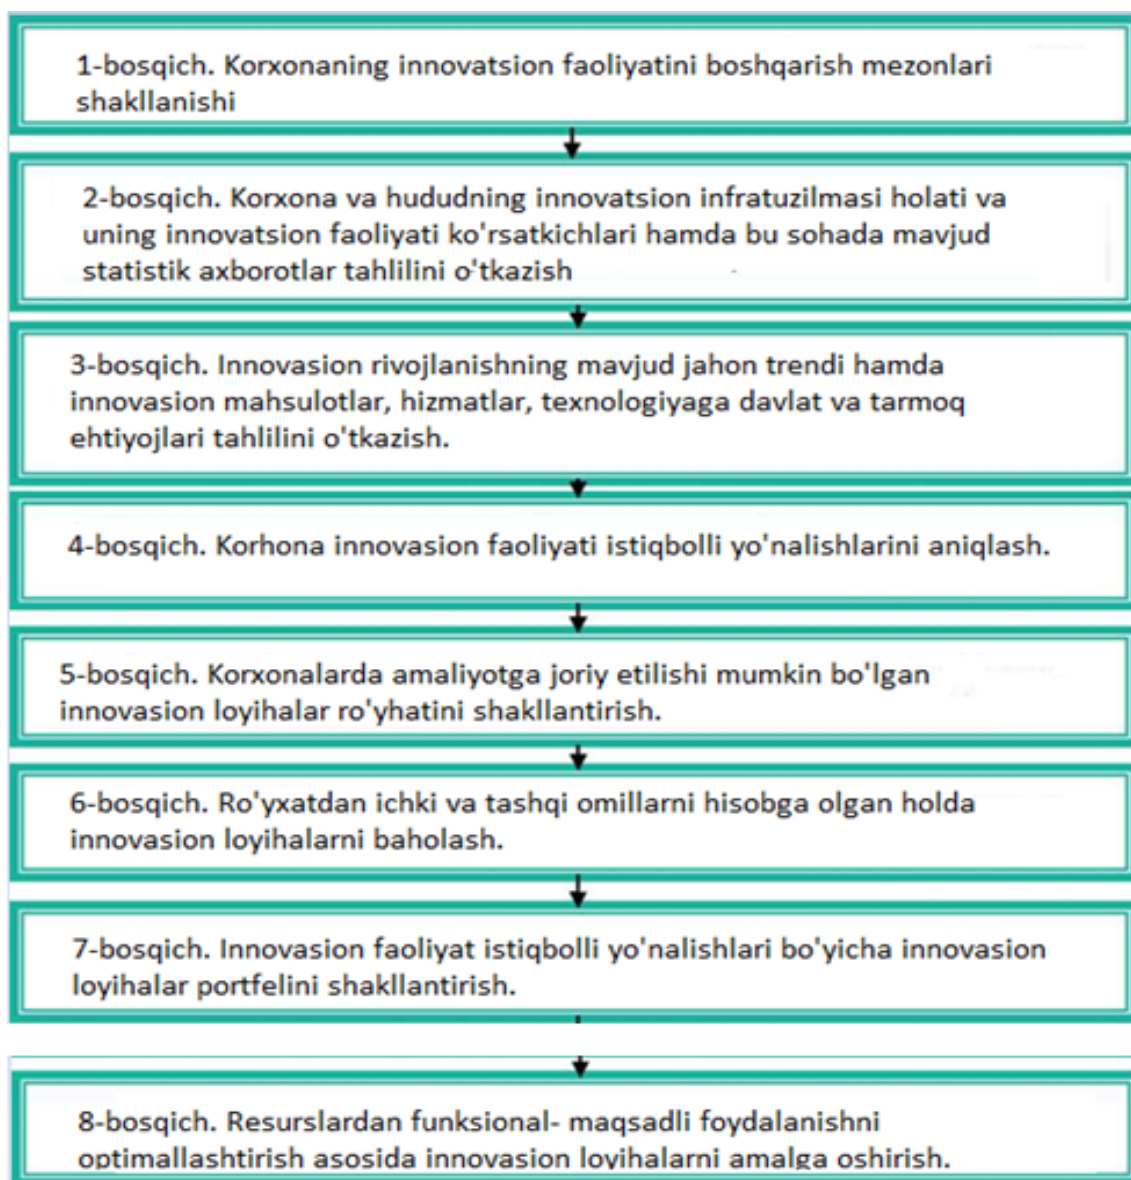 1-bosqich. Korxonaning innovatsion faoliyatini boshqarish mezonlari
shakllanishi
2-bosqich. Korxona va hududning innovatsion infratuzilmasi holati va
uning innovatsion faoliyati ko'rsatkichlari hamda bu sohada mavjud
statistik axborotlar tahlilini o'tkazish
3-bosqich. Innovasion rivojlanishning mavjud jahon trendi hamda
innovasion mahsulotlar, hizmatlar, texnologiyaga davlat va tarmoq
ehtiyojlari tahlilini o'tkazish.
4-bosqich. Korhona innovasion faoliyati istiqbolli yo'nalishlarini aniqlash.
5-bosqich. Korxonalarda amaliyotga joriy etilishi mumkin bo'lgan
innovasion loyihalar ro'yhatini shakllantirish.
6-bosqich. Ro'yxatdan ichki va tashqi omillarni hisobga olgan holda
innovasion loyihalarni baholash.
7-bosqich. Innovasion faoliyat istiqbolli yo'nalishlari bo'yicha innovasion
loyihalar portfelini shakllantirish.
8-bosqich. Resurslardan funksional- maqsadli foydalanishni
optimallashtirish asosida innovasion loyihalarni amalga oshirish.